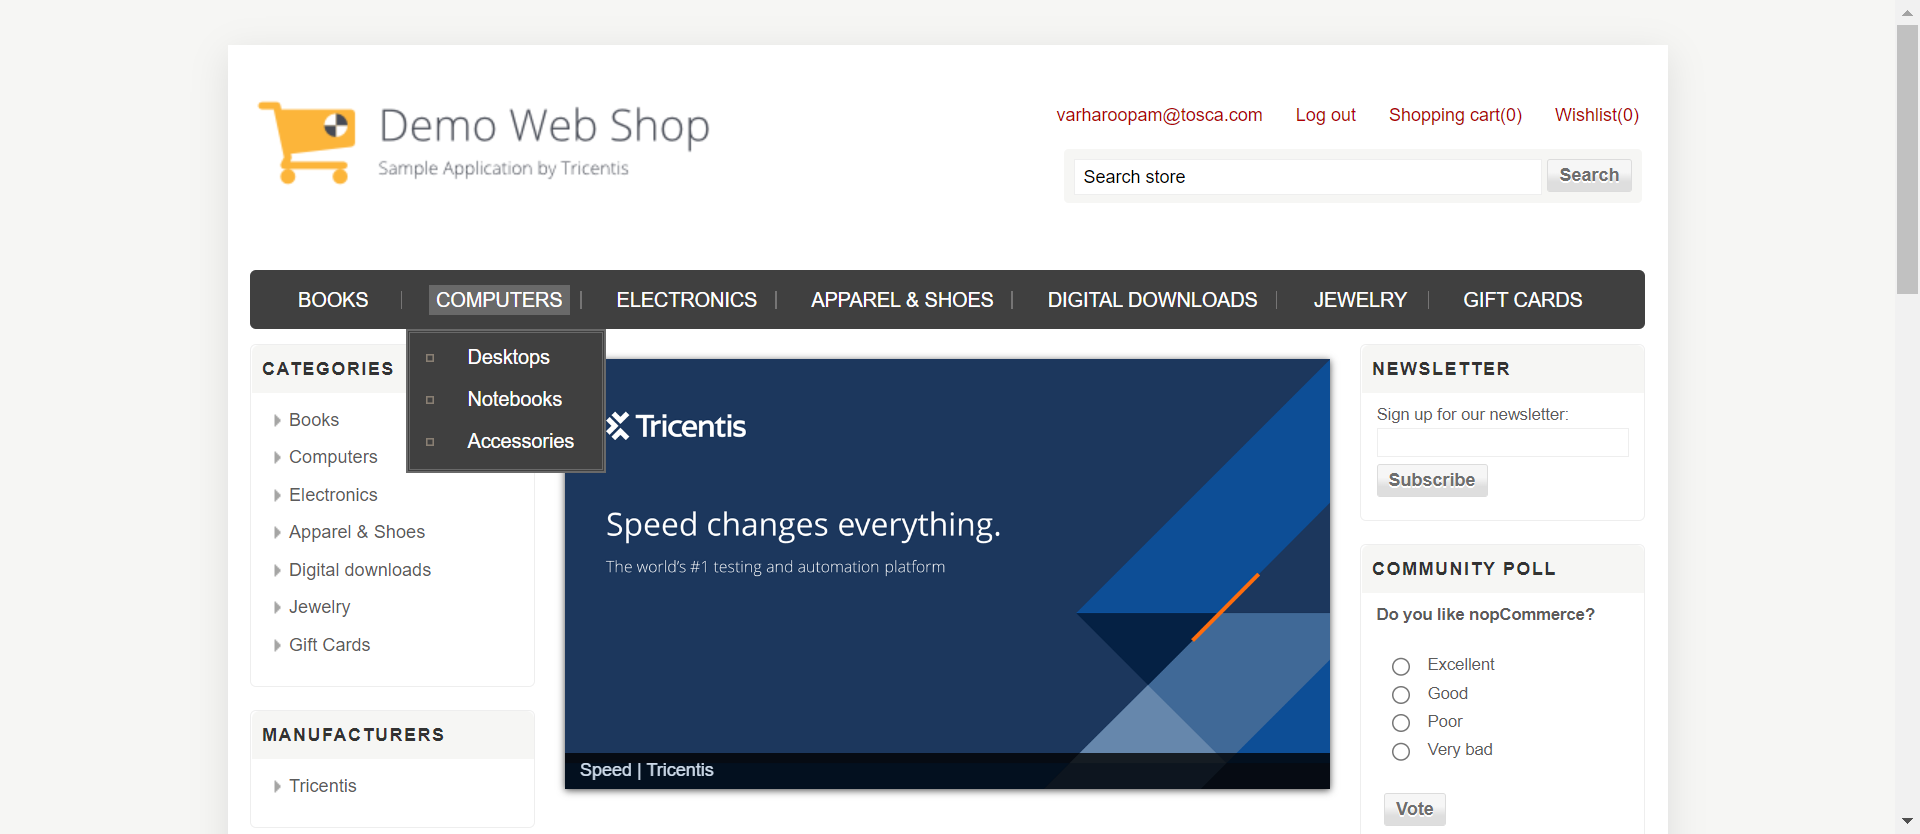 Demo Web Shop
Sample Application by Tricentis
varharoopam@tosca.com Log out Shopping cart(0) Wishlist(0)
Search store Search
BOOKS COMPUTERS ELECTRONICS APPAREL & SHOES DIGITAL DOWNLOADS JEWELRY GIFT CARDS
Desktops
Notebooks
Accessories
CATEGORIES
Books
Computers
Electronics
Apparel & Shoes
Digital downloads
Jewelry
Gift Cards
MANUFACTURERS
Tricentis
Tricentis
Speed changes everything.
The world's #1 testing and automation platform
Speed | Tricentis
NEWSLETTER
Sign up for our newsletter:
Subscribe
COMMUNITY POLL
Do you like nopCommerce?
Excellent
Good
Poor
Very bad
Vote